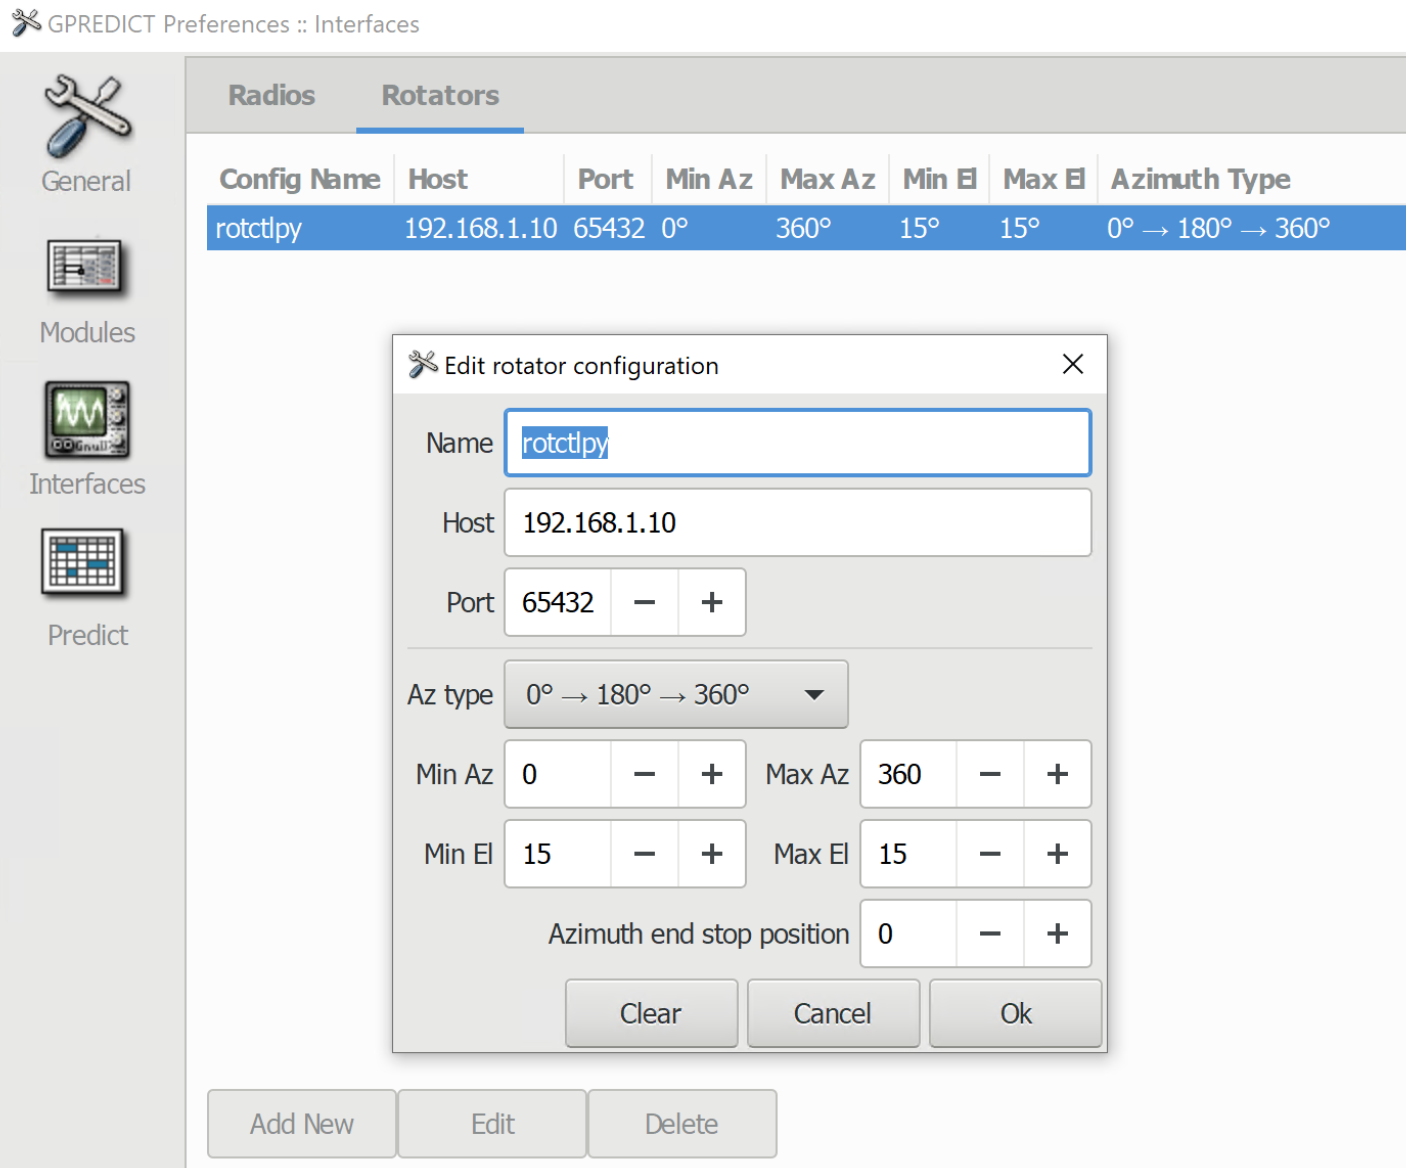 GPREDICT Preferences :: Interfaces
General
Modules
Interfaces
Predict
Radios Rotators
Config Name Host Port Min Az Max Az Min El Max El Azimuth Type
rotctlpy 192.168.1.10 65432 0° 360° 15° 15° 0° → 180° → 360°
Edit rotator configuration
Name rotctlpy
Host 192.168.1.10
Port 65432 − +
Az type 0° → 180° → 360°
Min Az 0 − + Max Az 360 − +
Min El 15 − + Max El 15 − +
Azimuth end stop position 0 − +
Clear Cancel Ok
Add New Edit Delete